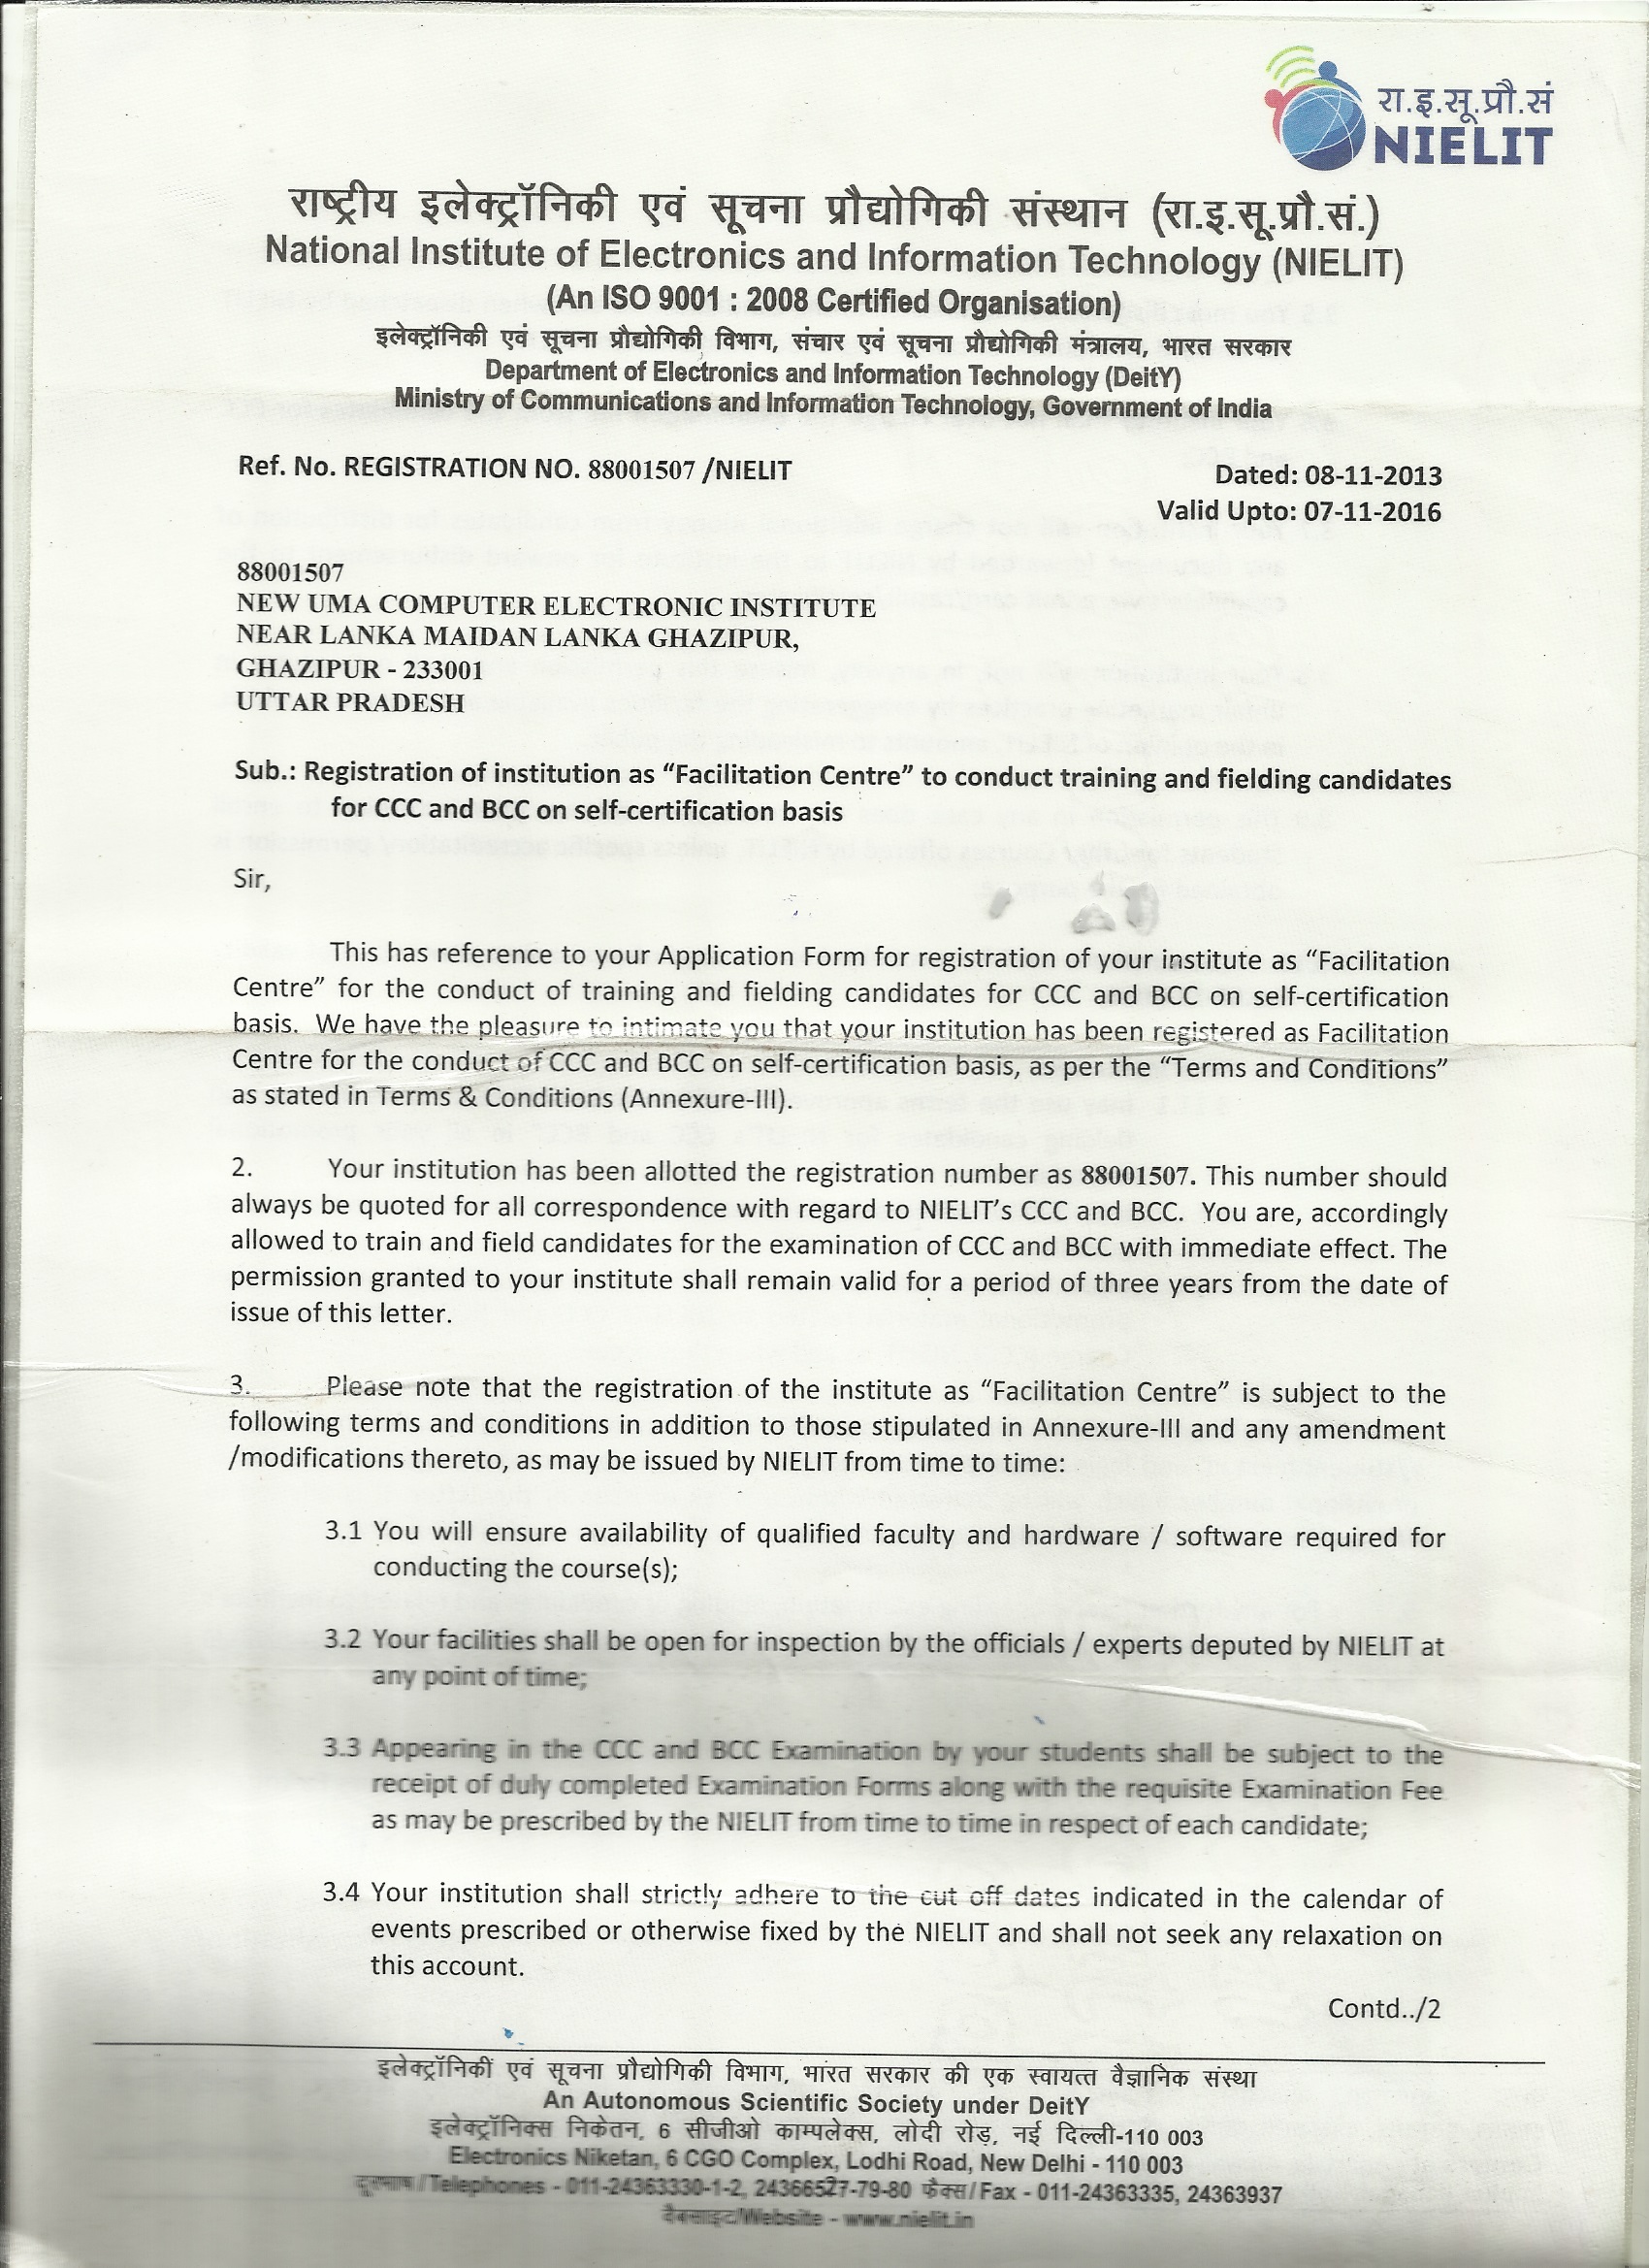 रा.इ.सू.प्रौ.सं
NIELIT
राष्ट्रीय इलेक्ट्रॉनिकी एवं सूचना प्रौद्योगिकी संस्थान (रा.इ.सू.प्रौ.सं.)
National Institute of Electronics and Information Technology (NIELIT)
(An ISO 9001 : 2008 Certified Organisation)
इलेक्ट्रॉनिकी एवं सूचना प्रौद्योगिकी विभाग, संचार एवं सूचना प्रौद्योगिकी मंत्रालय, भारत सरकार
Department of Electronics and Information Technology (DeitY)
Ministry of Communications and Information Technology, Government of India
Ref. No. REGISTRATION NO. 88001507 /NIELIT
Dated: 08-11-2013
Valid Upto: 07-11-2016
88001507
NEW UMA COMPUTER ELECTRONIC INSTITUTE
NEAR LANKA MAIDAN LANKA GHAZIPUR,
GHAZIPUR - 233001
UTTAR PRADESH
Sub.: Registration of institution as “Facilitation Centre” to conduct training and fielding candidates
for CCC and BCC on self-certification basis
Sir,
This has reference to your Application Form for registration of your institute as “Facilitation
Centre” for the conduct of training and fielding candidates for CCC and BCC on self-certification
basis. We have the pleasure to intimate you that your institution has been registered as Facilitation
Centre for the conduct of CCC and BCC on self-certification basis, as per the “Terms and Conditions”
as stated in Terms & Conditions (Annexure-III).
2. Your institution has been allotted the registration number as 88001507. This number should
always be quoted for all correspondence with regard to NIELIT’s CCC and BCC. You are, accordingly
allowed to train and field candidates for the examination of CCC and BCC with immediate effect. The
permission granted to your institute shall remain valid for a period of three years from the date of
issue of this letter.
3. Please note that the registration of the institute as “Facilitation Centre” is subject to the
following terms and conditions in addition to those stipulated in Annexure-III and any amendment
/modifications thereto, as may be issued by NIELIT from time to time:
3.1 You will ensure availability of qualified faculty and hardware / software required for
conducting the course(s);
3.2 Your facilities shall be open for inspection by the officials / experts deputed by NIELIT at
any point of time;
3.3 Appearing in the CCC and BCC Examination by your students shall be subject to the
receipt of duly completed Examination Forms along with the requisite Examination Fee
as may be prescribed by the NIELIT from time to time in respect of each candidate;
3.4 Your institution shall strictly adhere to the cut off dates indicated in the calendar of
events prescribed or otherwise fixed by the NIELIT and shall not seek any relaxation on
this account.
Contd../2
इलेक्ट्रॉनिकीं एवं सूचना प्रौद्योगिकी विभाग, भारत सरकार की एक स्वायत्त वैज्ञानिक संस्था
An Autonomous Scientific Society under DeitY
इलेक्ट्रॉनिक्स निकेतन, 6 सीजीओ काम्पलेक्स, लोदी रोड़, नई दिल्ली-110 003
Electronics Niketan, 6 CGO Complex, Lodhi Road, New Delhi - 110 003
दूरभाष/Telephones - 011-24363330-1-2, 24366527-79-80 फैक्स/Fax - 011-24363335, 24363937
वैबसाइट/Website - www.nielit.in